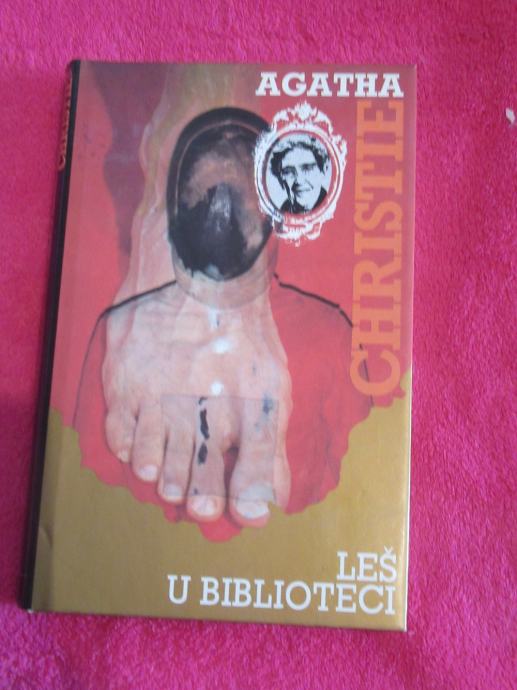 AGATHA
CHRISTIE
LEŠ
U BIBLIOTECI